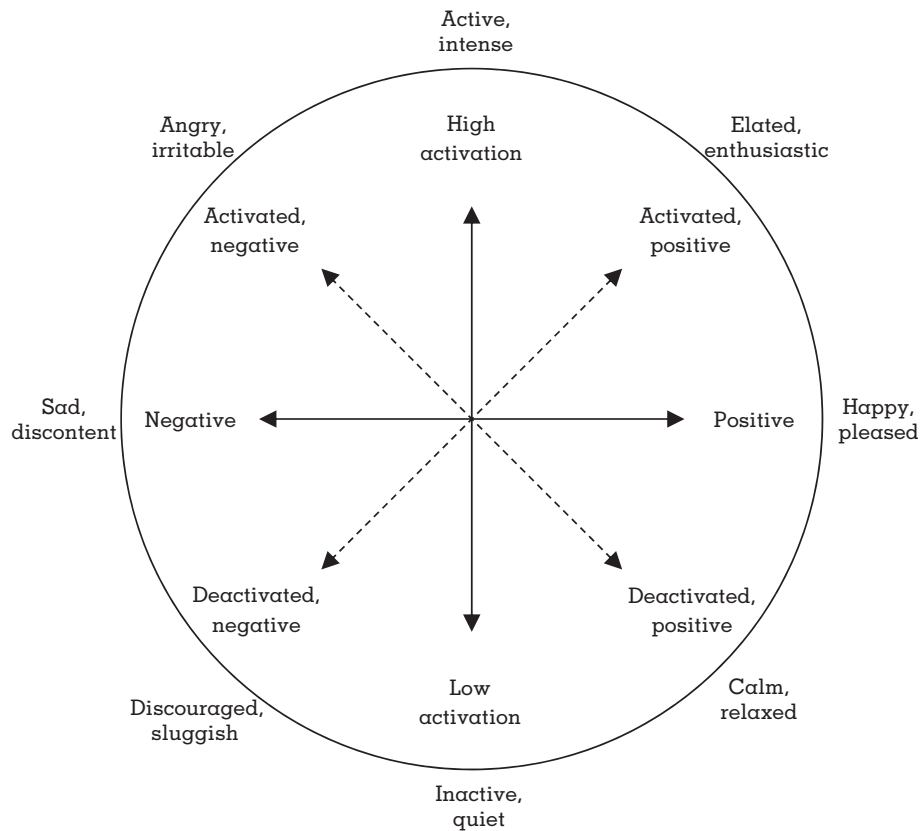 Active,
intense
Angry,
irritable
High
activation
Elated,
enthusiastic
Activated,
negative
Activated,
positive
Sad,
discontent
Negative
Positive
Happy,
pleased
Deactivated,
negative
Deactivated,
positive
Discouraged,
sluggish
Low
activation
Calm,
relaxed
Inactive,
quiet